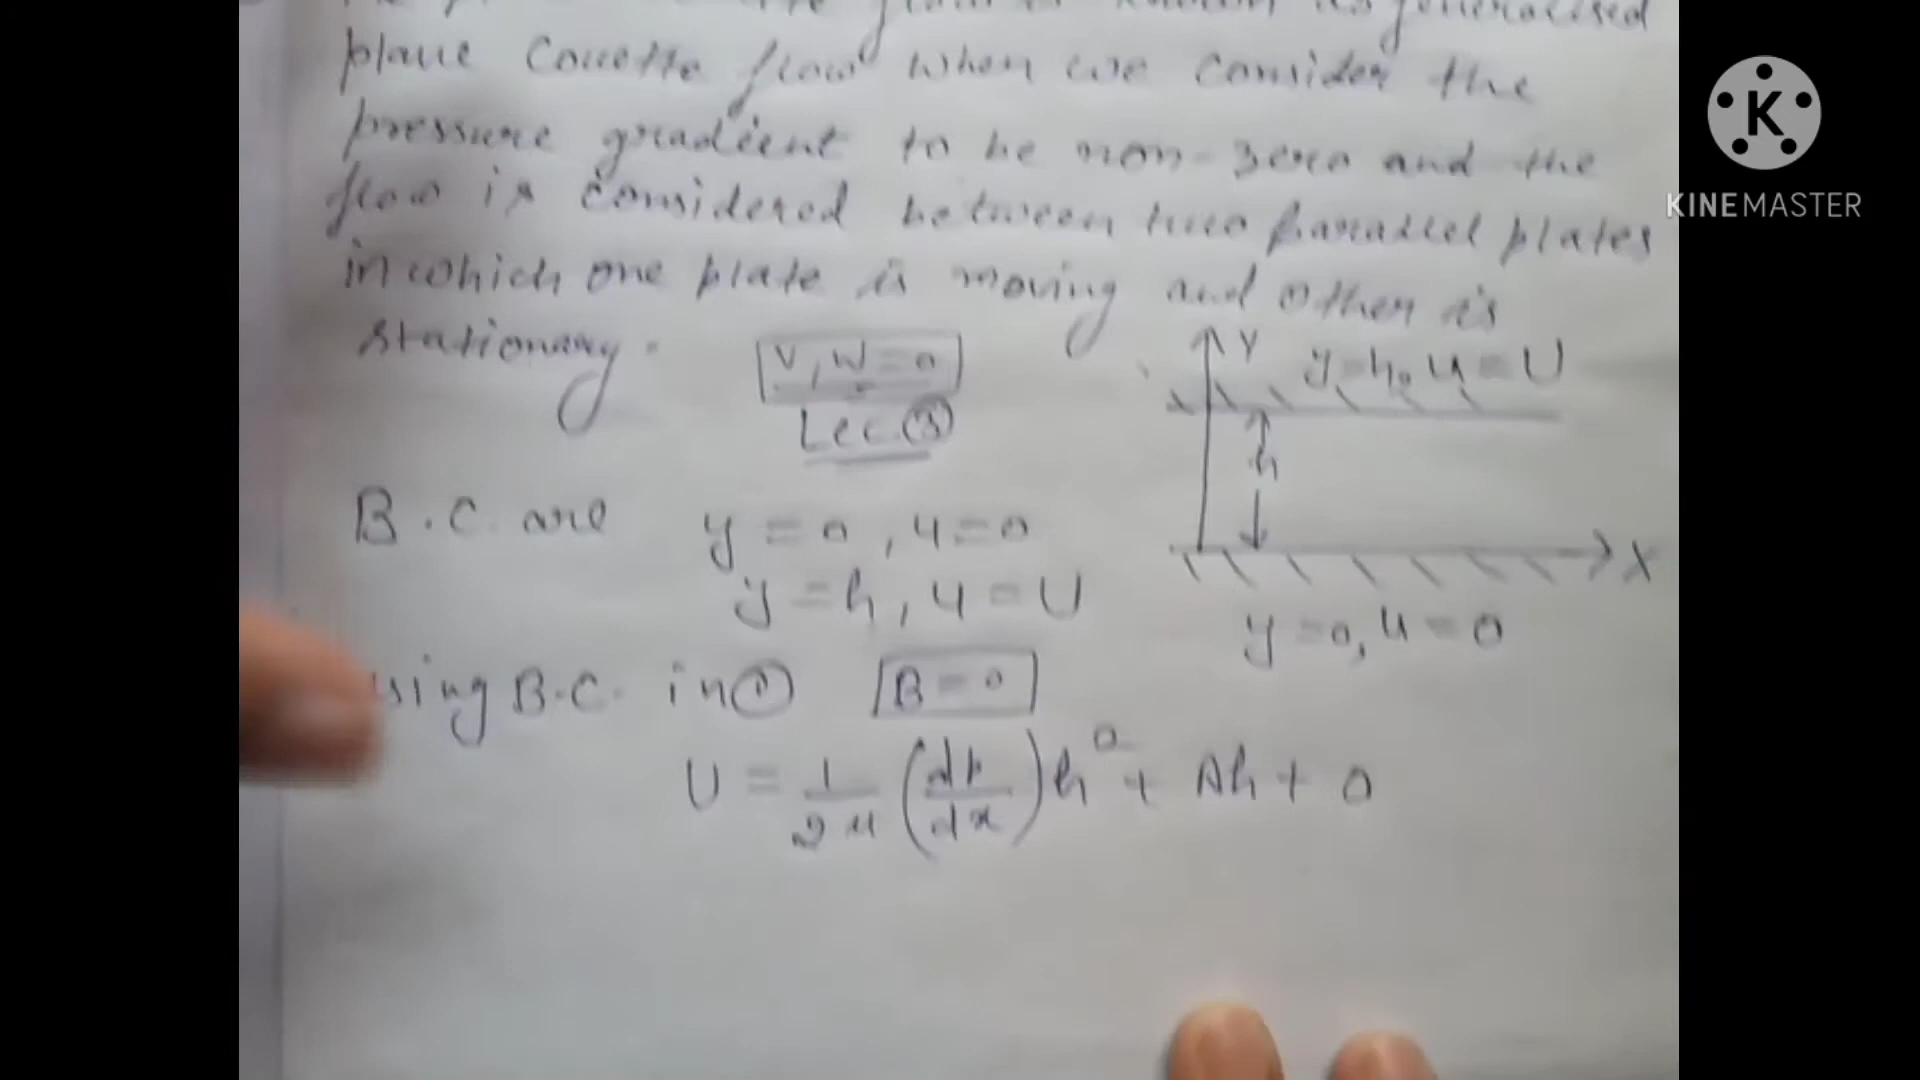 generalised
plane Couette flow when we consider the
pressure gradient to be non-zero and the
flow is considered between two parallel plates
in which one plate is moving and other is
stationary.
V, W = 0
Lec. (3)
Y
y=h, u=U
h
X
y=0, u=0
B.C. are y = 0, u=0
y = h, u = U
using B.C. in ① B = 0
U = 1/2μ (dp/dx) h² + Ah + 0
K
KINEMASTER